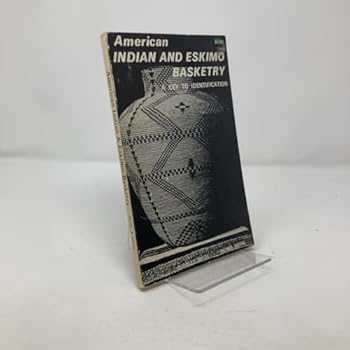 American
INDIAN AND ESKIMO
BASKETRY
A KEY TO IDENTIFICATION